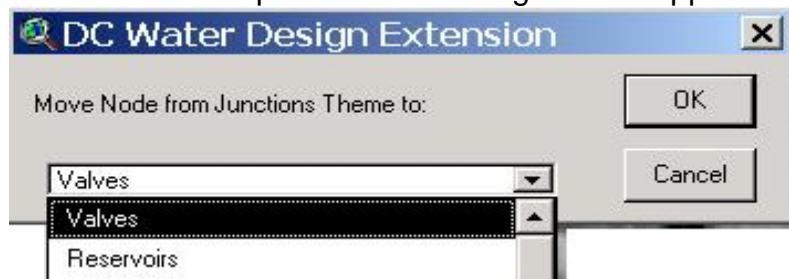 DC Water Design Extension
Move Node from Junctions Theme to:
OK
Valves
Cancel
Valves
Reservoirs